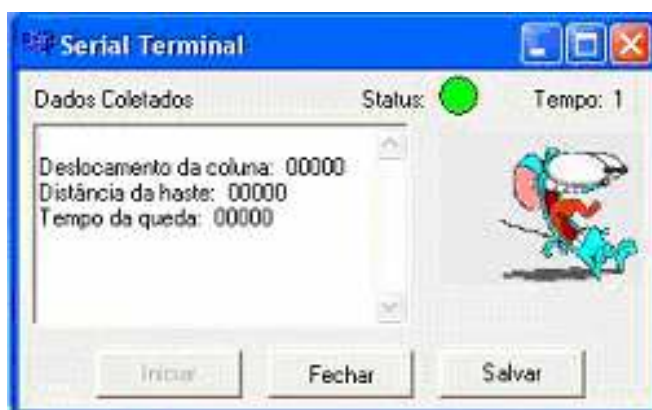 Serial Terminal
Dados Coletados Status: Tempo: 1
Deslocamento da coluna: 00000
Distância da haste: 00000
Tempo da queda: 00000
Iniciar Fechar Salvar